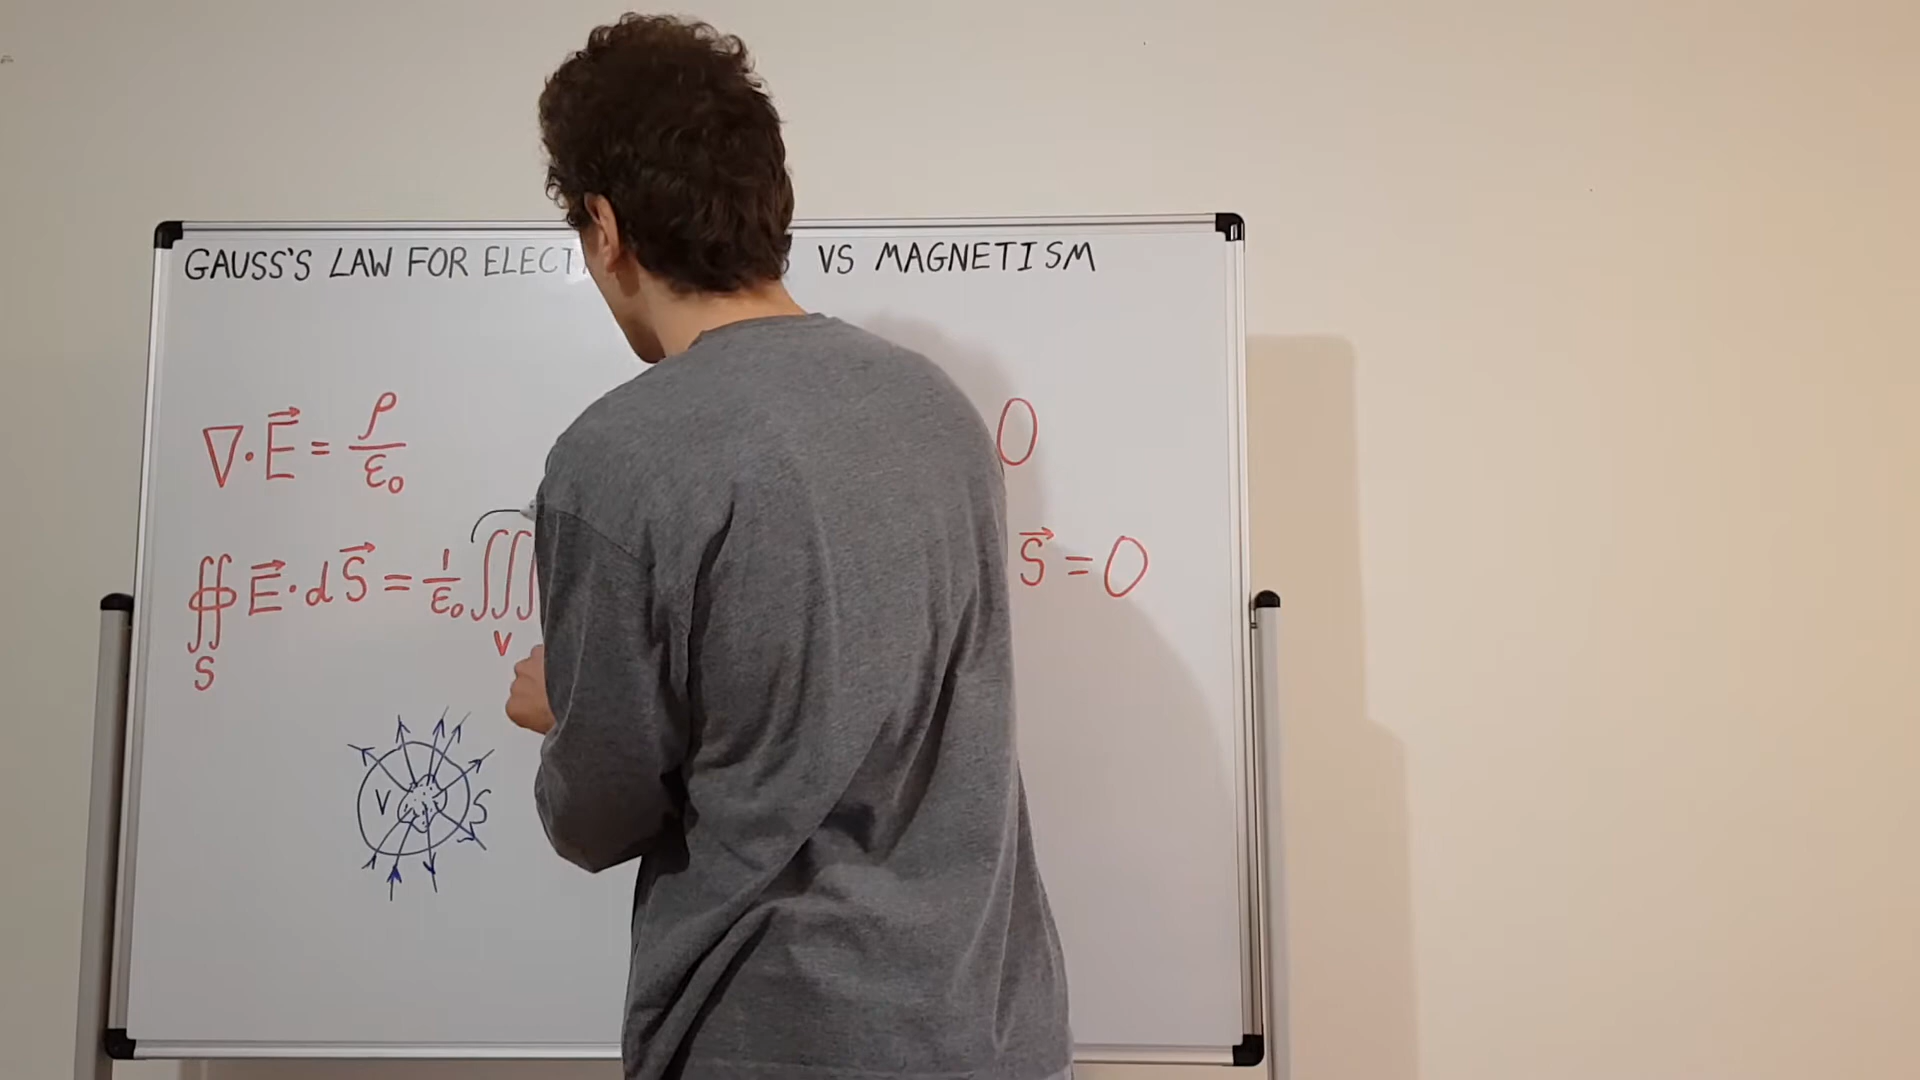 GAUSS'S LAW FOR ELECT VS MAGNETISM
∇·E⃗ = ρ/ε₀ 0
∯ E⃗·dS⃗ = 1/ε₀ ∭ S⃗ = 0
S V
V S